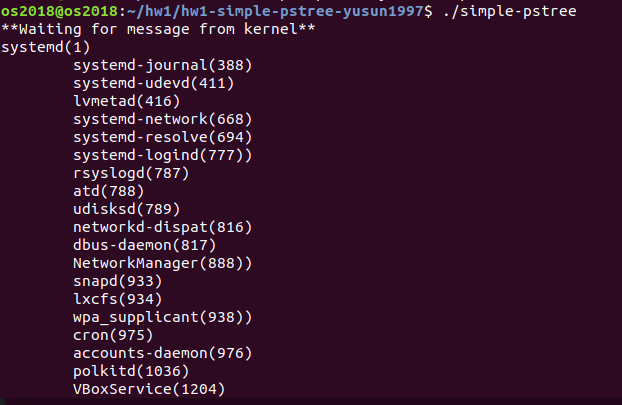 os2018@os2018:~/hw1/hw1-simple-pstree-yusun1997$ ./simple-pstree
**Waiting for message from kernel**
systemd(1)
systemd-journal(388)
systemd-udevd(411)
lvmetad(416)
systemd-network(668)
systemd-resolve(694)
systemd-logind(777))
rsyslogd(787)
atd(788)
udisksd(789)
networkd-dispat(816)
dbus-daemon(817)
NetworkManager(888))
snapd(933)
lxcfs(934)
wpa_supplicant(938))
cron(975)
accounts-daemon(976)
polkitd(1036)
VBoxService(1204)